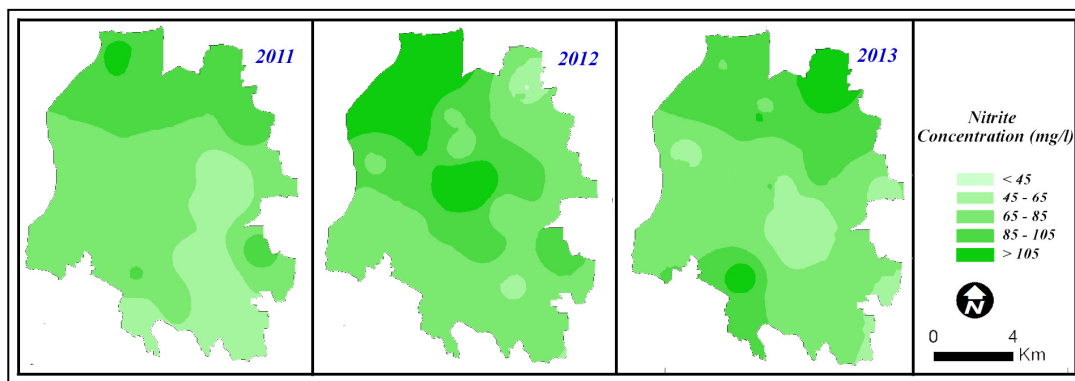 2011
2012
2013
Nitrite
Concentration (mg/l)
< 45
45 - 65
65 - 85
85 - 105
> 105
N
0 4
Km